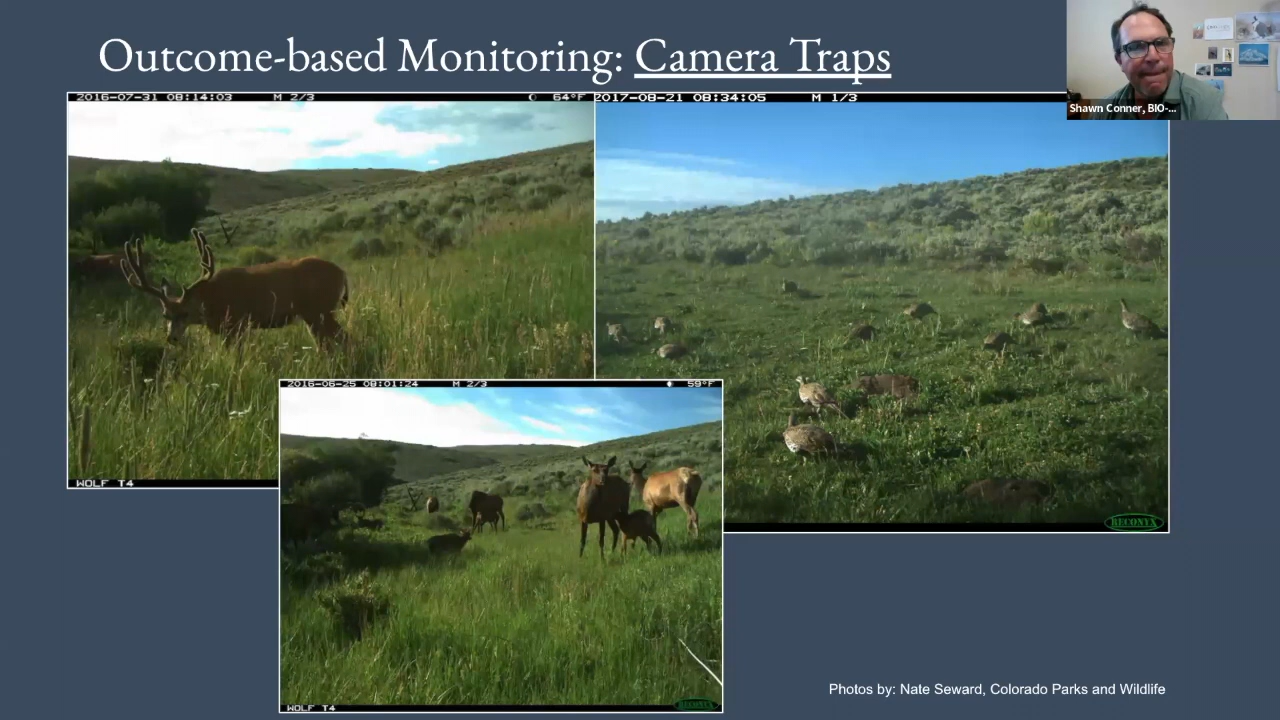 Outcome-based Monitoring: Camera Traps
Shawn Conner, BIO-...
2016-07-31 08:14:03 M 2/3 64°F
2017-08-21 08:34:05 M 1/3
2016-06-25 08:01:24 M 2/3 59°F
WOLF T4
RECONYX
WOLF T4
RECONYX
Photos by: Nate Seward, Colorado Parks and Wildlife